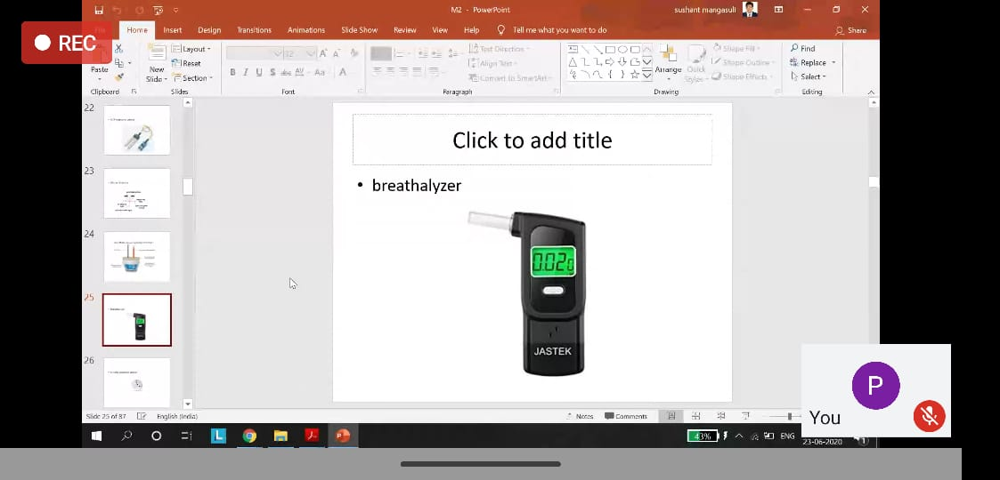 M2 - PowerPoint
sushant mangasuli
REC
File Home Insert Design Transitions Animations Slide Show Review View Help Tell me what you want to do
Share
Paste
New
Slide
Layout
Reset
Section
12
B I U S abc AV Aa A
Text Direction
Align Text
Convert to SmartArt
Arrange
Quick
Styles
Shape Fill
Shape Outline
Shape Effects
Find
Replace
Select
Clipboard
Slides
Font
Paragraph
Drawing
Editing
22
23
24
25
26
Click to add title
• breathalyzer
0.02
JASTEK
P
You
Slide 25 of 87
English (India)
Notes
Comments
43%
ENG
23-06-2020